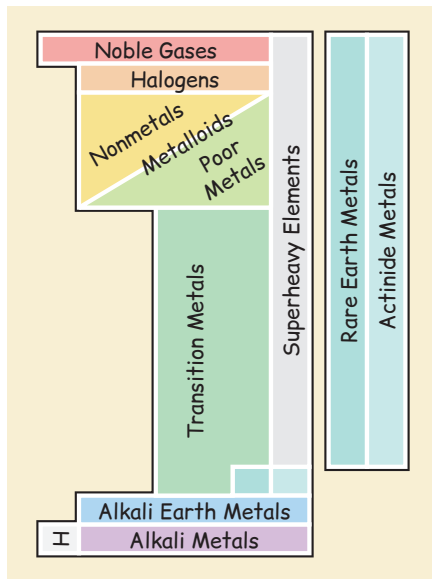 Noble Gases
Halogens
Nonmetals
Metalloids
Poor
Metals
Transition Metals
Superheavy Elements
Rare Earth Metals
Actinide Metals
Alkali Earth Metals
H
Alkali Metals